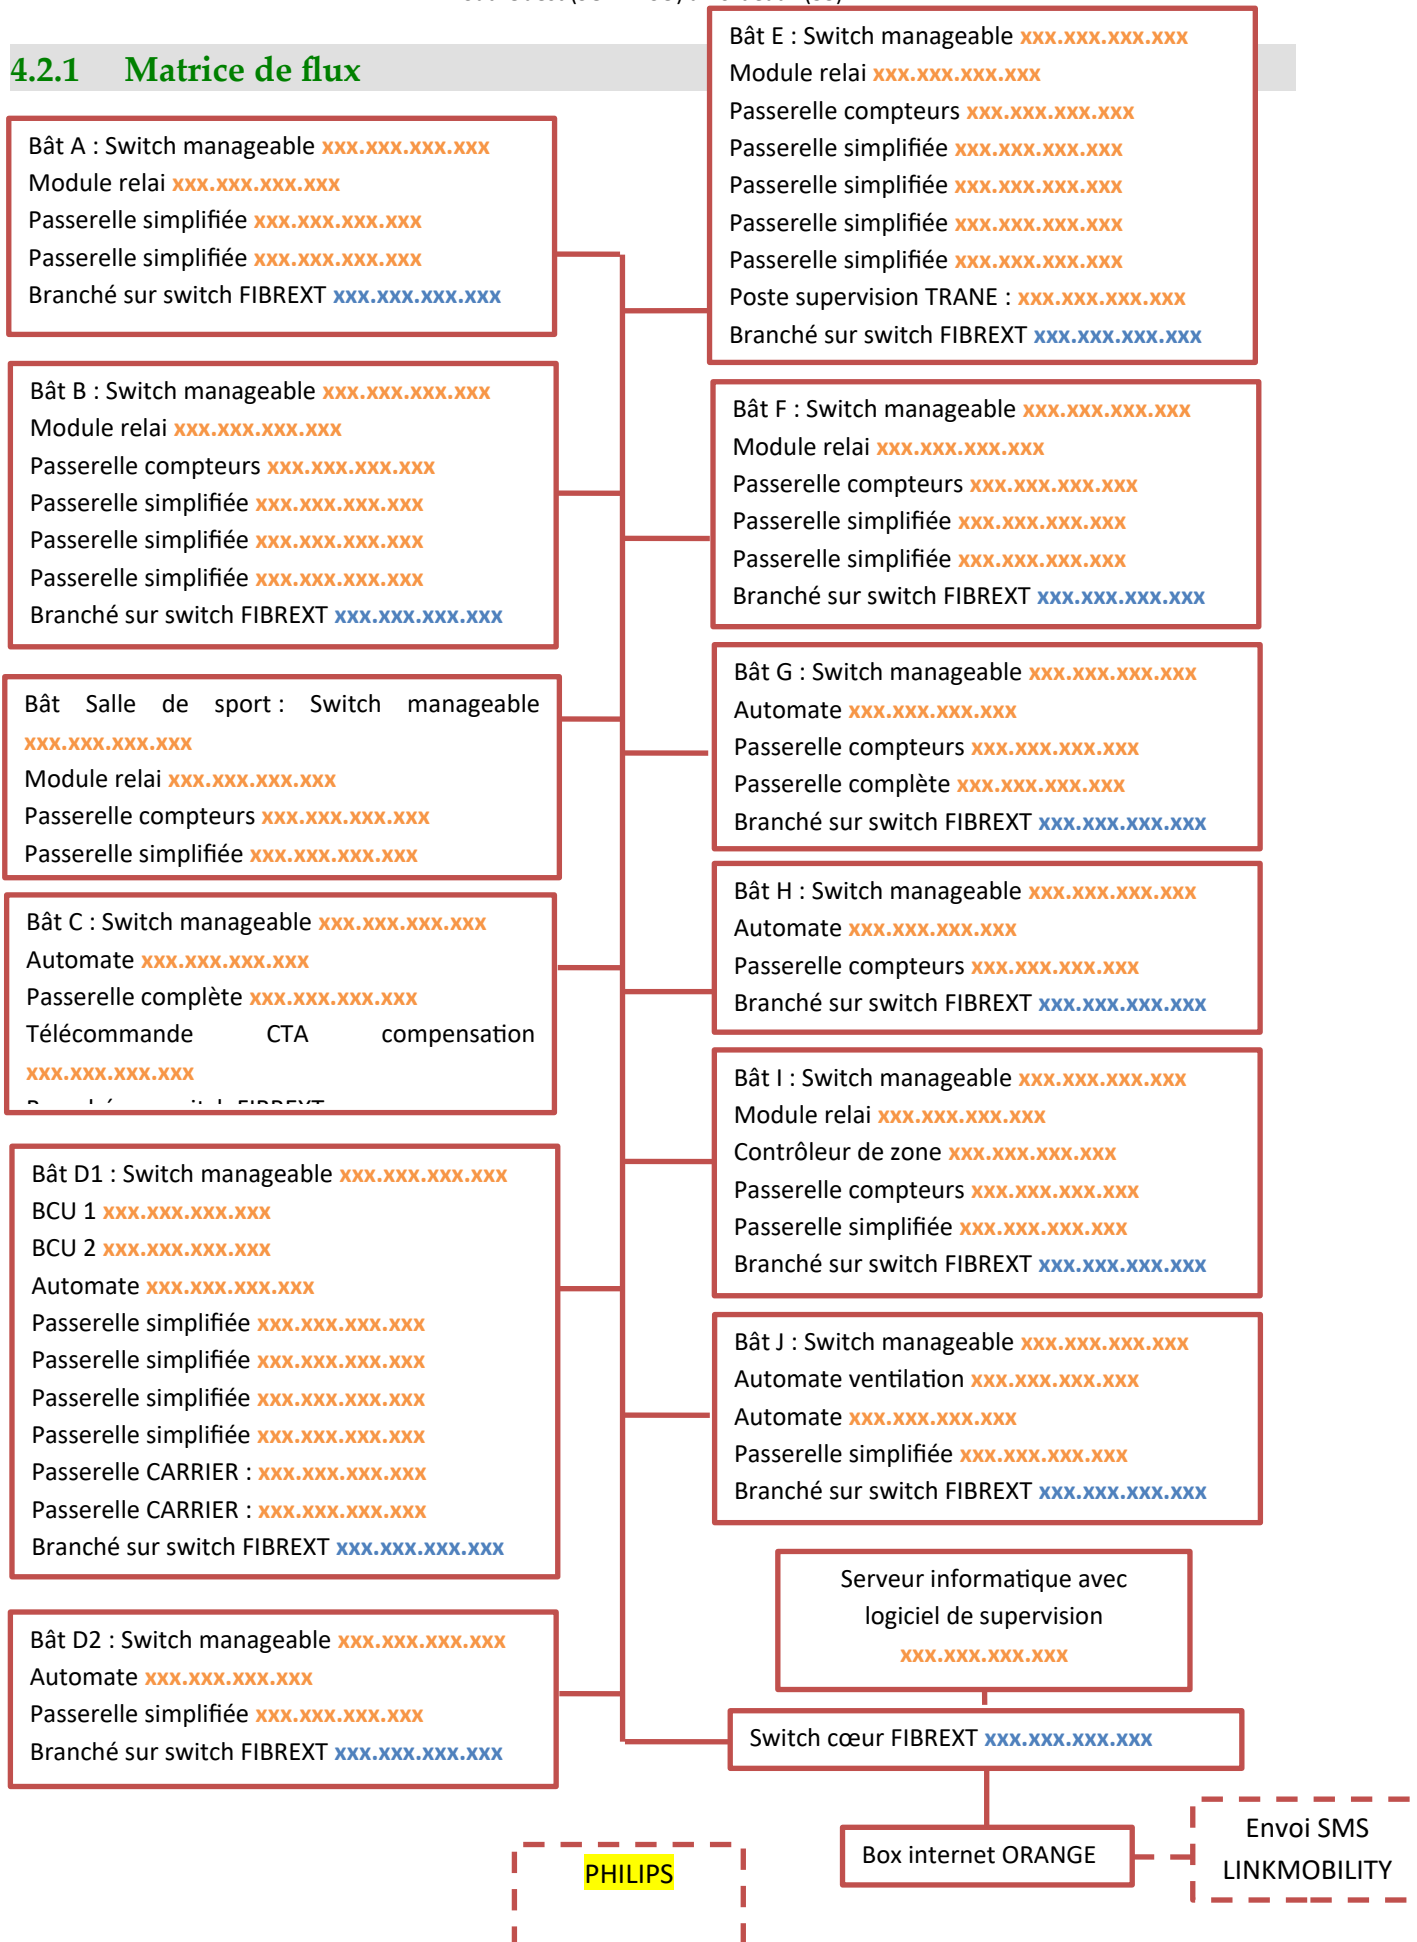 4.2.1 Matrice de flux
Bât A : Switch manageable xxx.xxx.xxx.xxx
Module relai xxx.xxx.xxx.xxx
Passerelle simplifiée xxx.xxx.xxx.xxx
Passerelle simplifiée xxx.xxx.xxx.xxx
Branché sur switch FIBREXT xxx.xxx.xxx.xxx
Bât B : Switch manageable xxx.xxx.xxx.xxx
Module relai xxx.xxx.xxx.xxx
Passerelle compteurs xxx.xxx.xxx.xxx
Passerelle simplifiée xxx.xxx.xxx.xxx
Passerelle simplifiée xxx.xxx.xxx.xxx
Passerelle simplifiée xxx.xxx.xxx.xxx
Branché sur switch FIBREXT xxx.xxx.xxx.xxx
Bât Salle de sport : Switch manageable
xxx.xxx.xxx.xxx
Module relai xxx.xxx.xxx.xxx
Passerelle compteurs xxx.xxx.xxx.xxx
Passerelle simplifiée xxx.xxx.xxx.xxx
Bât C : Switch manageable xxx.xxx.xxx.xxx
Automate xxx.xxx.xxx.xxx
Passerelle complète xxx.xxx.xxx.xxx
Télécommande CTA compensation
xxx.xxx.xxx.xxx
Bât D1 : Switch manageable xxx.xxx.xxx.xxx
BCU 1 xxx.xxx.xxx.xxx
BCU 2 xxx.xxx.xxx.xxx
Automate xxx.xxx.xxx.xxx
Passerelle simplifiée xxx.xxx.xxx.xxx
Passerelle simplifiée xxx.xxx.xxx.xxx
Passerelle simplifiée xxx.xxx.xxx.xxx
Passerelle simplifiée xxx.xxx.xxx.xxx
Passerelle CARRIER : xxx.xxx.xxx.xxx
Passerelle CARRIER : xxx.xxx.xxx.xxx
Branché sur switch FIBREXT xxx.xxx.xxx.xxx
Bât D2 : Switch manageable xxx.xxx.xxx.xxx
Automate xxx.xxx.xxx.xxx
Passerelle simplifiée xxx.xxx.xxx.xxx
Branché sur switch FIBREXT xxx.xxx.xxx.xxx
Bât E : Switch manageable xxx.xxx.xxx.xxx
Module relai xxx.xxx.xxx.xxx
Passerelle compteurs xxx.xxx.xxx.xxx
Passerelle simplifiée xxx.xxx.xxx.xxx
Passerelle simplifiée xxx.xxx.xxx.xxx
Passerelle simplifiée xxx.xxx.xxx.xxx
Passerelle simplifiée xxx.xxx.xxx.xxx
Poste supervision TRANE : xxx.xxx.xxx.xxx
Branché sur switch FIBREXT xxx.xxx.xxx.xxx
Bât F : Switch manageable xxx.xxx.xxx.xxx
Module relai xxx.xxx.xxx.xxx
Passerelle compteurs xxx.xxx.xxx.xxx
Passerelle simplifiée xxx.xxx.xxx.xxx
Passerelle simplifiée xxx.xxx.xxx.xxx
Branché sur switch FIBREXT xxx.xxx.xxx.xxx
Bât G : Switch manageable xxx.xxx.xxx.xxx
Automate xxx.xxx.xxx.xxx
Passerelle compteurs xxx.xxx.xxx.xxx
Passerelle complète xxx.xxx.xxx.xxx
Branché sur switch FIBREXT xxx.xxx.xxx.xxx
Bât H : Switch manageable xxx.xxx.xxx.xxx
Automate xxx.xxx.xxx.xxx
Passerelle compteurs xxx.xxx.xxx.xxx
Branché sur switch FIBREXT xxx.xxx.xxx.xxx
Bât I : Switch manageable xxx.xxx.xxx.xxx
Module relai xxx.xxx.xxx.xxx
Contrôleur de zone xxx.xxx.xxx.xxx
Passerelle compteurs xxx.xxx.xxx.xxx
Passerelle simplifiée xxx.xxx.xxx.xxx
Branché sur switch FIBREXT xxx.xxx.xxx.xxx
Bât J : Switch manageable xxx.xxx.xxx.xxx
Automate ventilation xxx.xxx.xxx.xxx
Automate xxx.xxx.xxx.xxx
Passerelle simplifiée xxx.xxx.xxx.xxx
Branché sur switch FIBREXT xxx.xxx.xxx.xxx
Serveur informatique avec
logiciel de supervision
xxx.xxx.xxx.xxx
Switch cœur FIBREXT xxx.xxx.xxx.xxx
Box internet ORANGE
Envoi SMS
LINKMOBILITY
PHILIPS